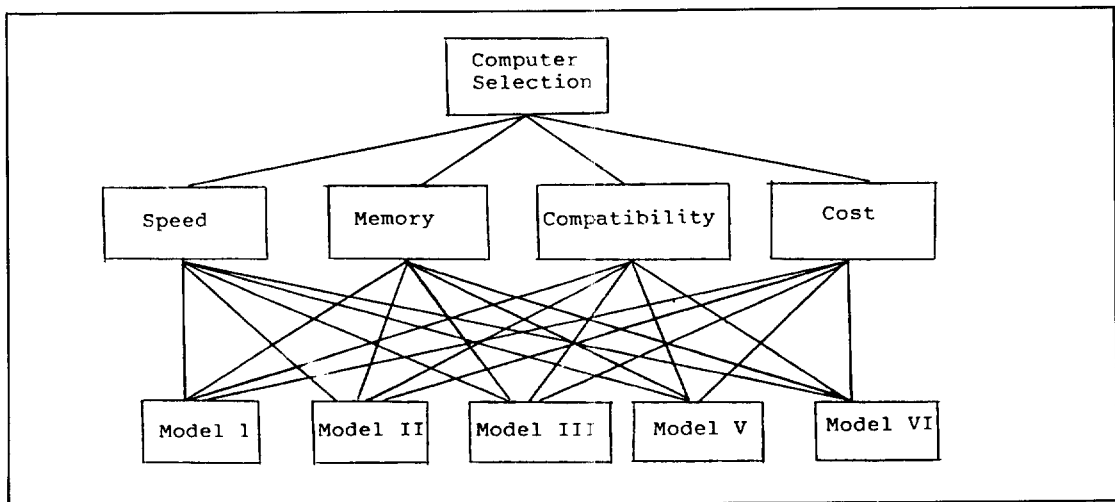 Computer
Selection
Speed
Memory
Compatibility
Cost
Model 1
Model II
Model III
Model V
Model VI